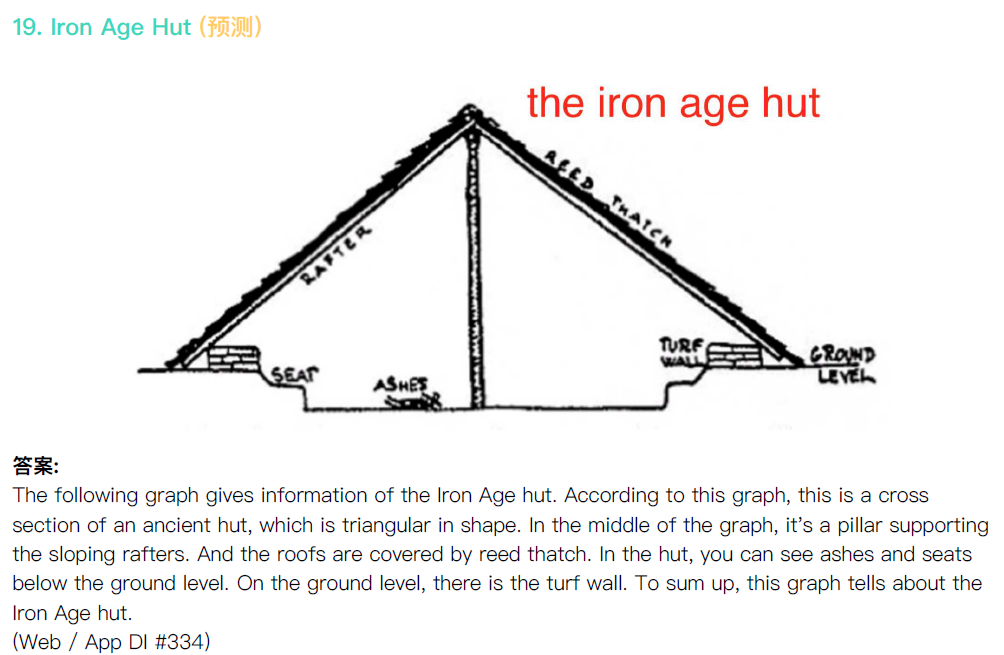 19. Iron Age Hut (预测)
the iron age hut
REED THATCH
RAFTER
TURF
WALL
GROUND
LEVEL
SEAT
ASHES
答案:
The following graph gives information of the Iron Age hut. According to this graph, this is a cross
section of an ancient hut, which is triangular in shape. In the middle of the graph, it's a pillar supporting
the sloping rafters. And the roofs are covered by reed thatch. In the hut, you can see ashes and seats
below the ground level. On the ground level, there is the turf wall. To sum up, this graph tells about the
Iron Age hut.
(Web / App DI #334)